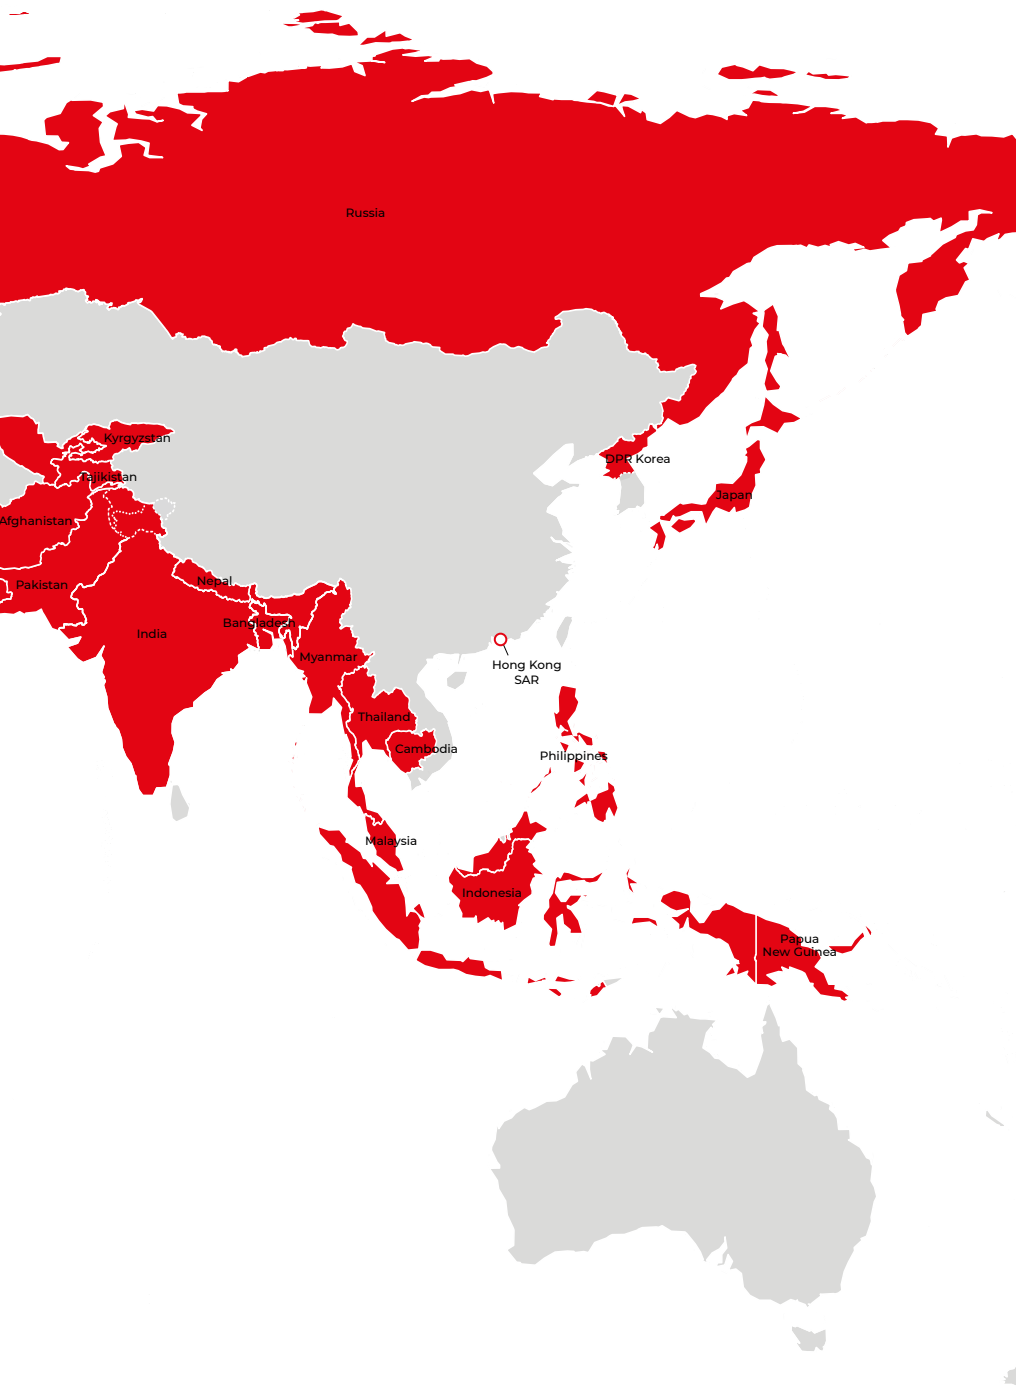 Russia
Kyrgyzstan
DPR Korea
Tajikistan
Japan
Afghanistan
Pakistan
Nepal
Bangladesh
India
Myanmar
Hong Kong
SAR
Thailand
Cambodia
Philippines
Malaysia
Indonesia
Papua
New Guinea